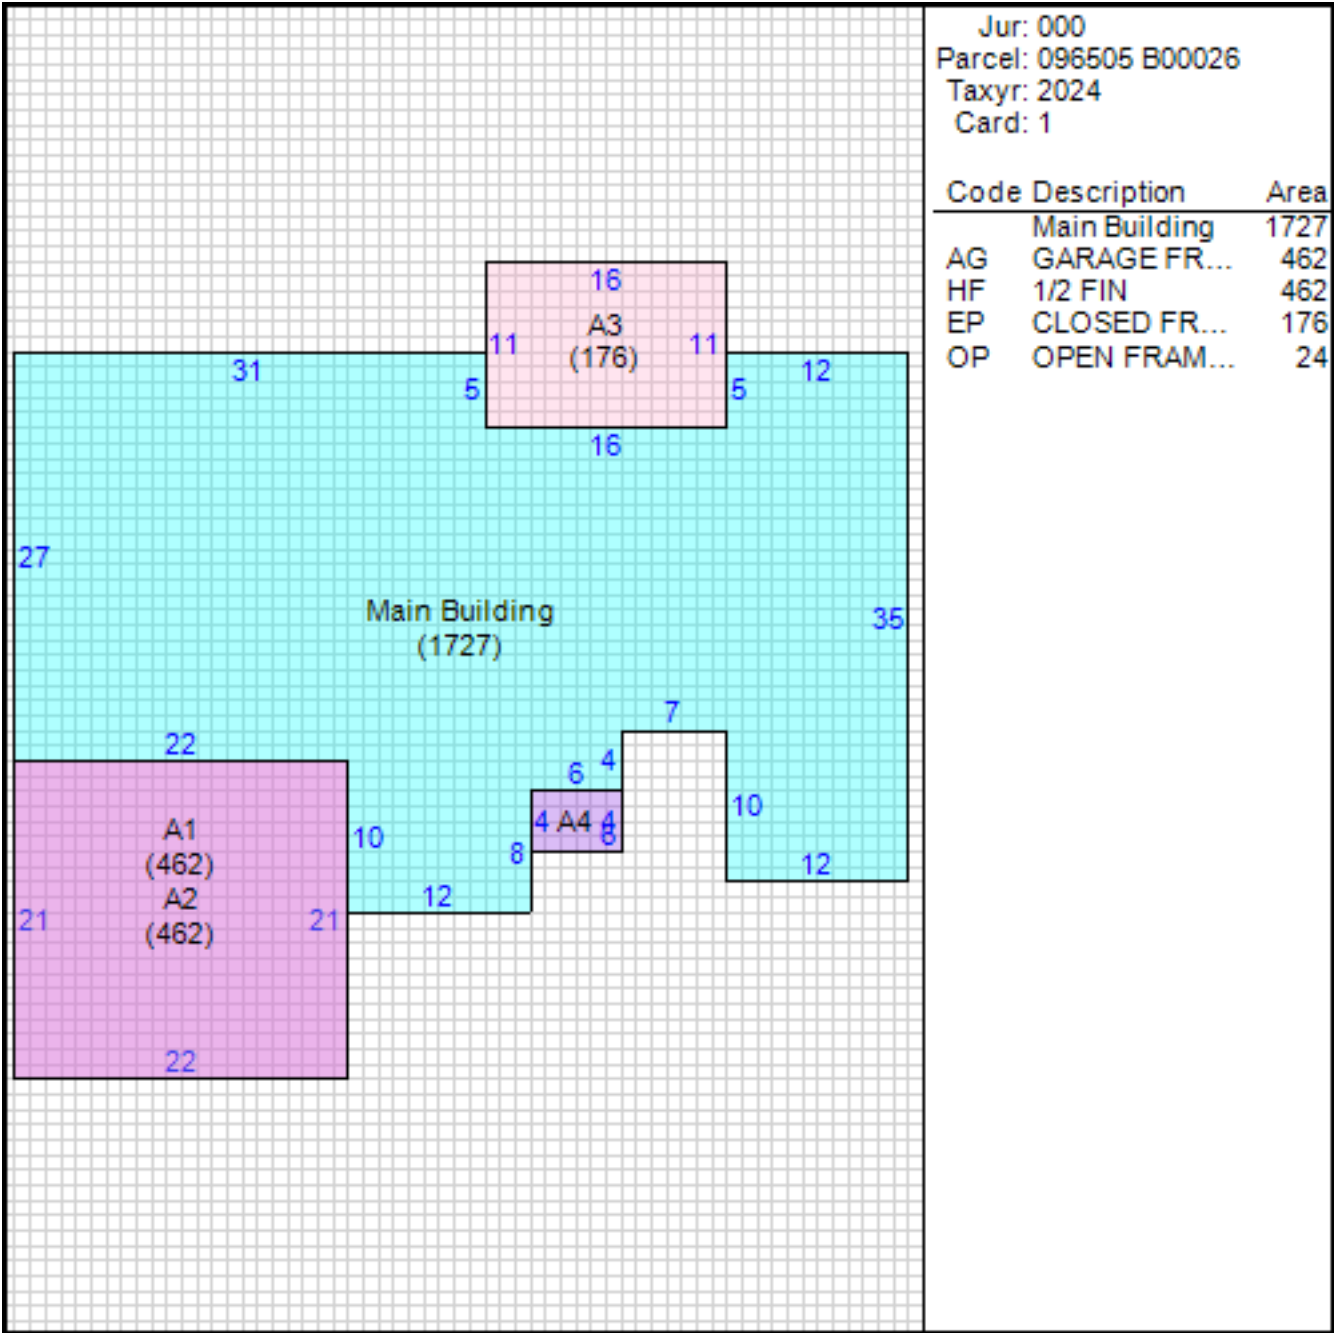 Jur: 000
Parcel: 096505 B00026
Taxyr: 2024
Card: 1
Code Description Area
Main Building 1727
AG GARAGE FR... 462
HF 1/2 FIN 462
EP CLOSED FR... 176
OP OPEN FRAM... 24
16
A3
11 11
(176)
31 12
5 5
16
27
Main Building
(1727)
35
7
22
4
6
10
4 A4 4
6
A1
10
8
(462)
12
A2
12
21 21
(462)
22